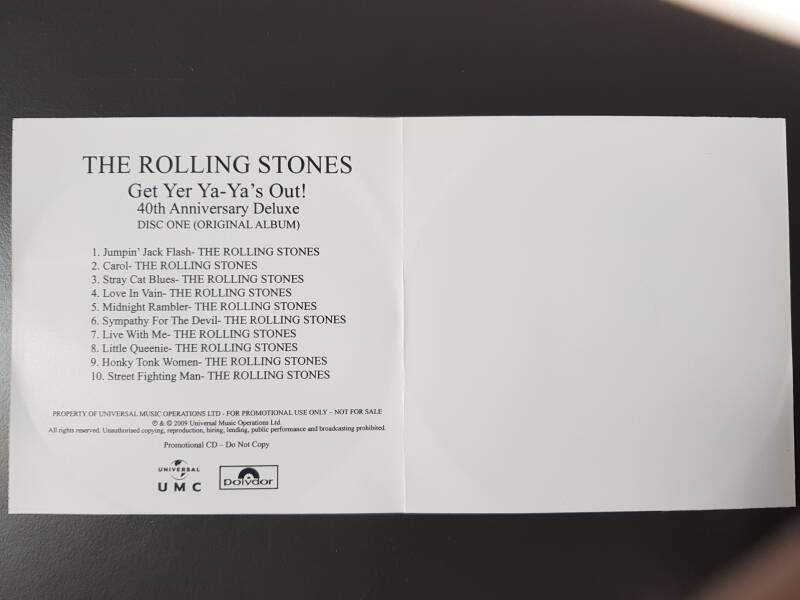 THE ROLLING STONES
Get Yer Ya-Ya's Out!
40th Anniversary Deluxe
DISC ONE (ORIGINAL ALBUM)
1. Jumpin' Jack Flash- THE ROLLING STONES
2. Carol- THE ROLLING STONES
3. Stray Cat Blues- THE ROLLING STONES
4. Love In Vain- THE ROLLING STONES
5. Midnight Rambler- THE ROLLING STONES
6. Sympathy For The Devil- THE ROLLING STONES
7. Live With Me- THE ROLLING STONES
8. Little Queenie- THE ROLLING STONES
9. Honky Tonk Women- THE ROLLING STONES
10. Street Fighting Man- THE ROLLING STONES
PROPERTY OF UNIVERSAL MUSIC OPERATIONS LTD - FOR PROMOTIONAL USE ONLY – NOT FOR SALE
℗ & © 2009 Universal Music Operations Ltd.
All rights reserved. Unauthorised copying, reproduction, hiring, lending, public performance and broadcasting prohibited.
Promotional CD – Do Not Copy
UNIVERSAL
UMC
polydor